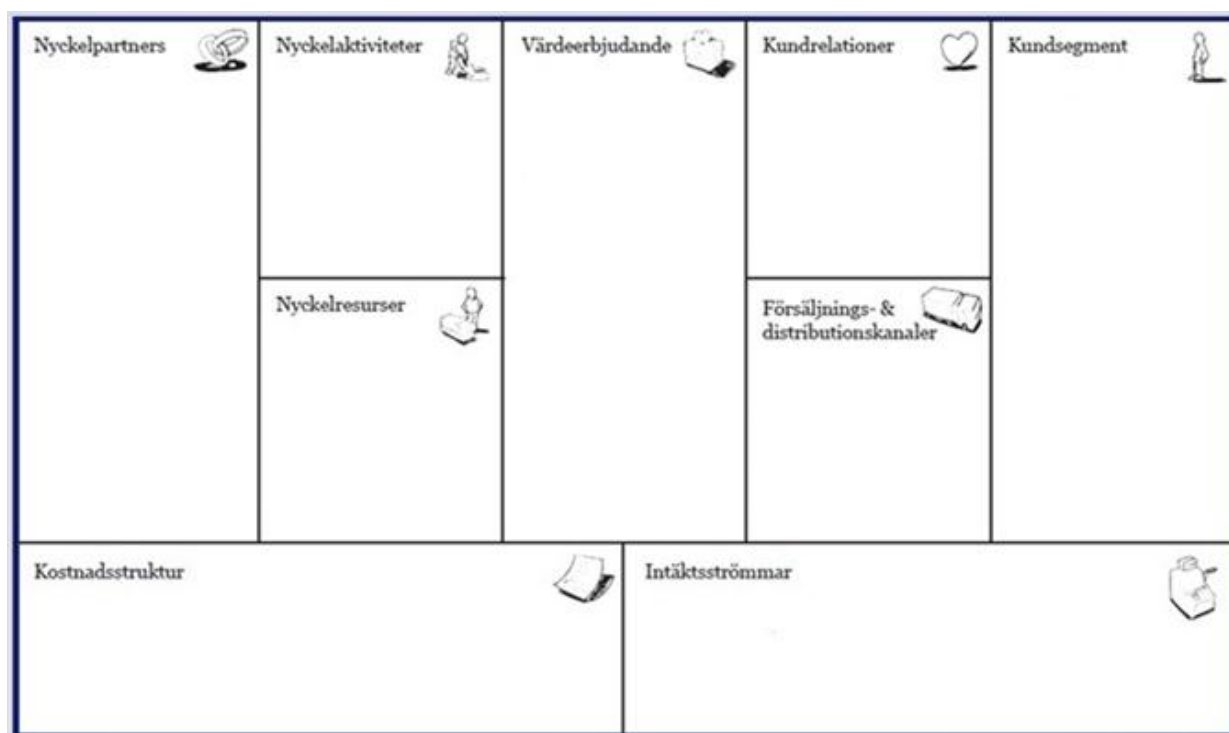 Nyckelpartners
Nyckelaktiviteter
Värdeerbjudande
Kundrelationer
Kundsegment
Nyckelresurser
Försäljnings- &
distributionskanaler
Kostnadsstruktur
Intäktsströmmar